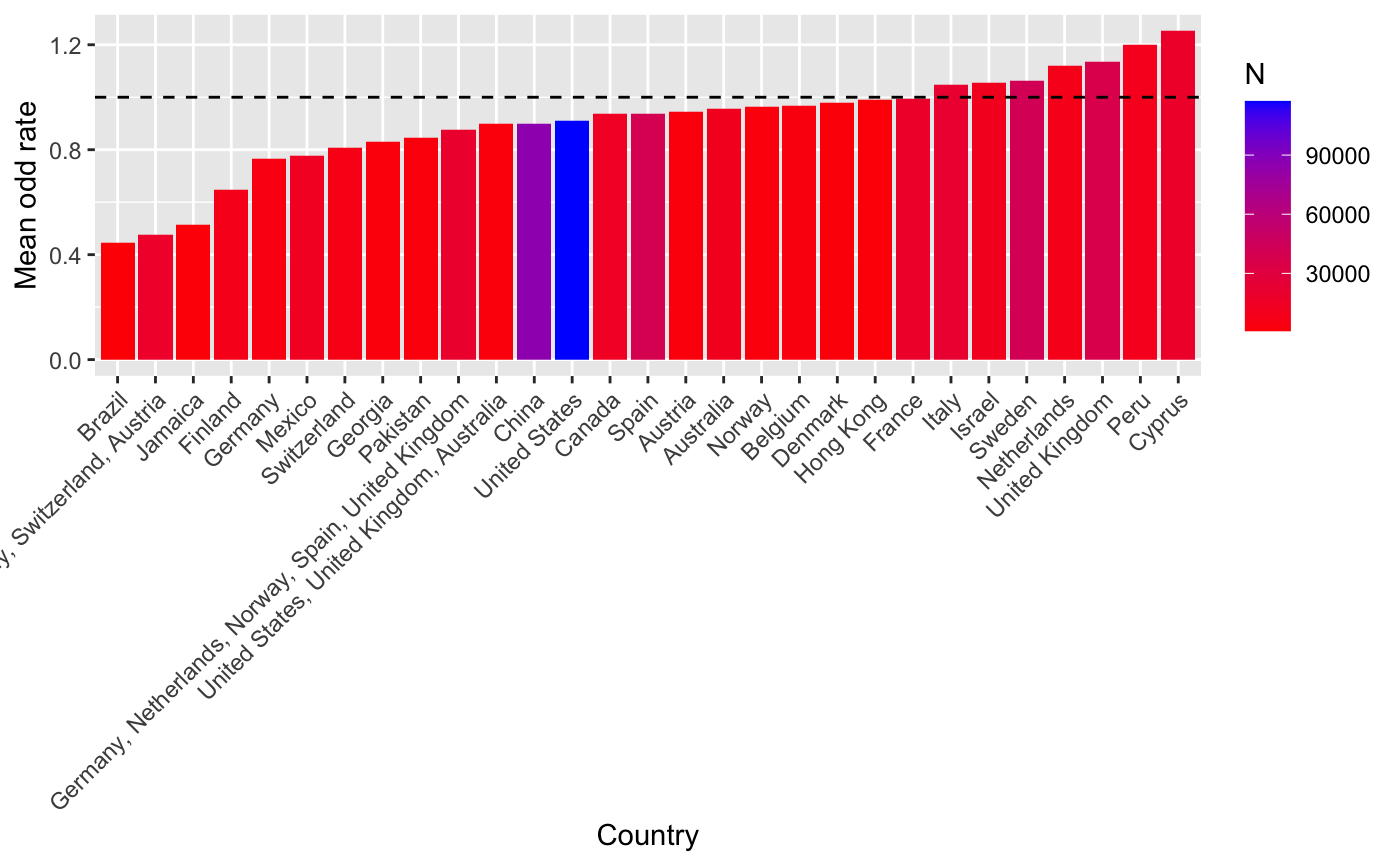 Mean odd rate
1.2
0.8
0.4
0.0
Brazil
Switzerland, Austria
Jamaica
Finland
Germany
Mexico
Switzerland
Georgia
Pakistan
Germany, Netherlands, Norway, Spain, United Kingdom
United States, United Kingdom, Australia
China
United States
Canada
Spain
Austria
Australia
Norway
Belgium
Denmark
Hong Kong
France
Italy
Israel
Sweden
Netherlands
United Kingdom
Peru
Cyprus
Country
N
90000
60000
30000